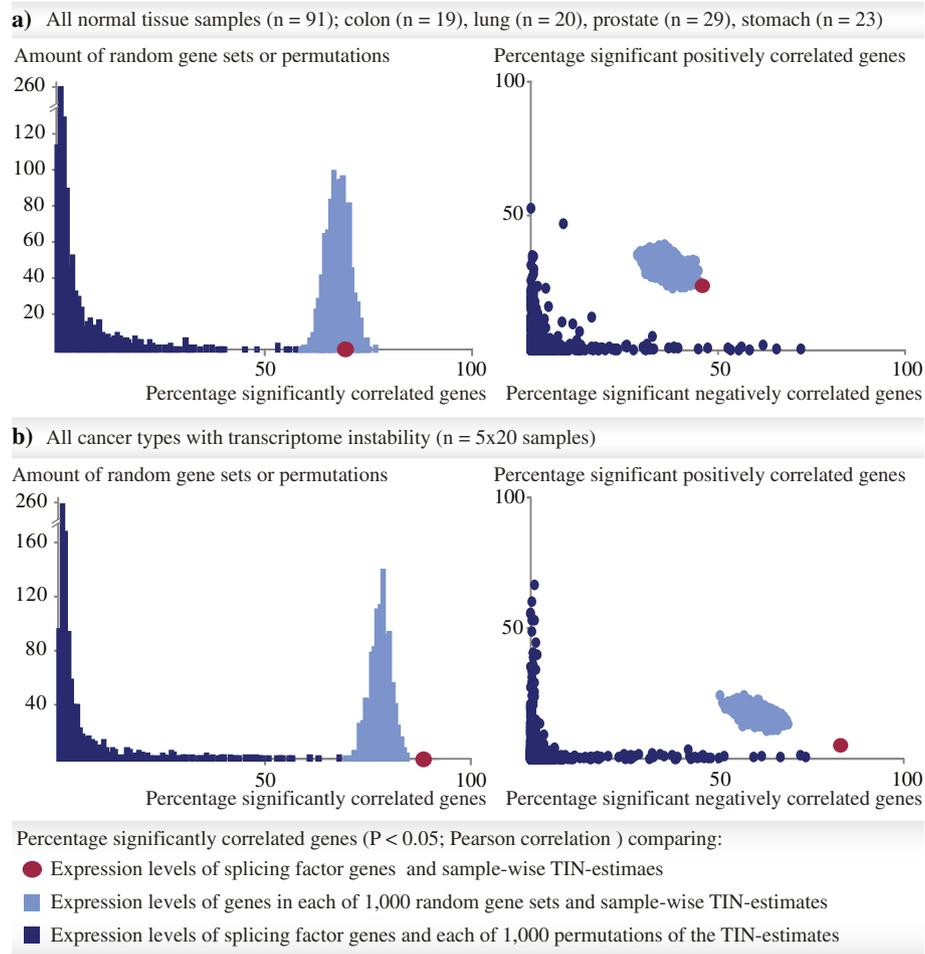 a) All normal tissue samples (n = 91); colon (n = 19), lung (n = 20), prostate (n = 29), stomach (n = 23)
Amount of random gene sets or permutations
260
120
100
80
60
40
20
50
100
Percentage significantly correlated genes
Percentage significant positively correlated genes
100
50
50
100
Percentage significant negatively correlated genes
b) All cancer types with transcriptome instability (n = 5x20 samples)
Amount of random gene sets or permutations
260
160
120
80
40
50
100
Percentage significantly correlated genes
Percentage significant positively correlated genes
100
50
50
100
Percentage significant negatively correlated genes
Percentage significantly correlated genes (P < 0.05; Pearson correlation ) comparing:
Expression levels of splicing factor genes and sample-wise TIN-estimaes
Expression levels of genes in each of 1,000 random gene sets and sample-wise TIN-estimates
Expression levels of splicing factor genes and each of 1,000 permutations of the TIN-estimates